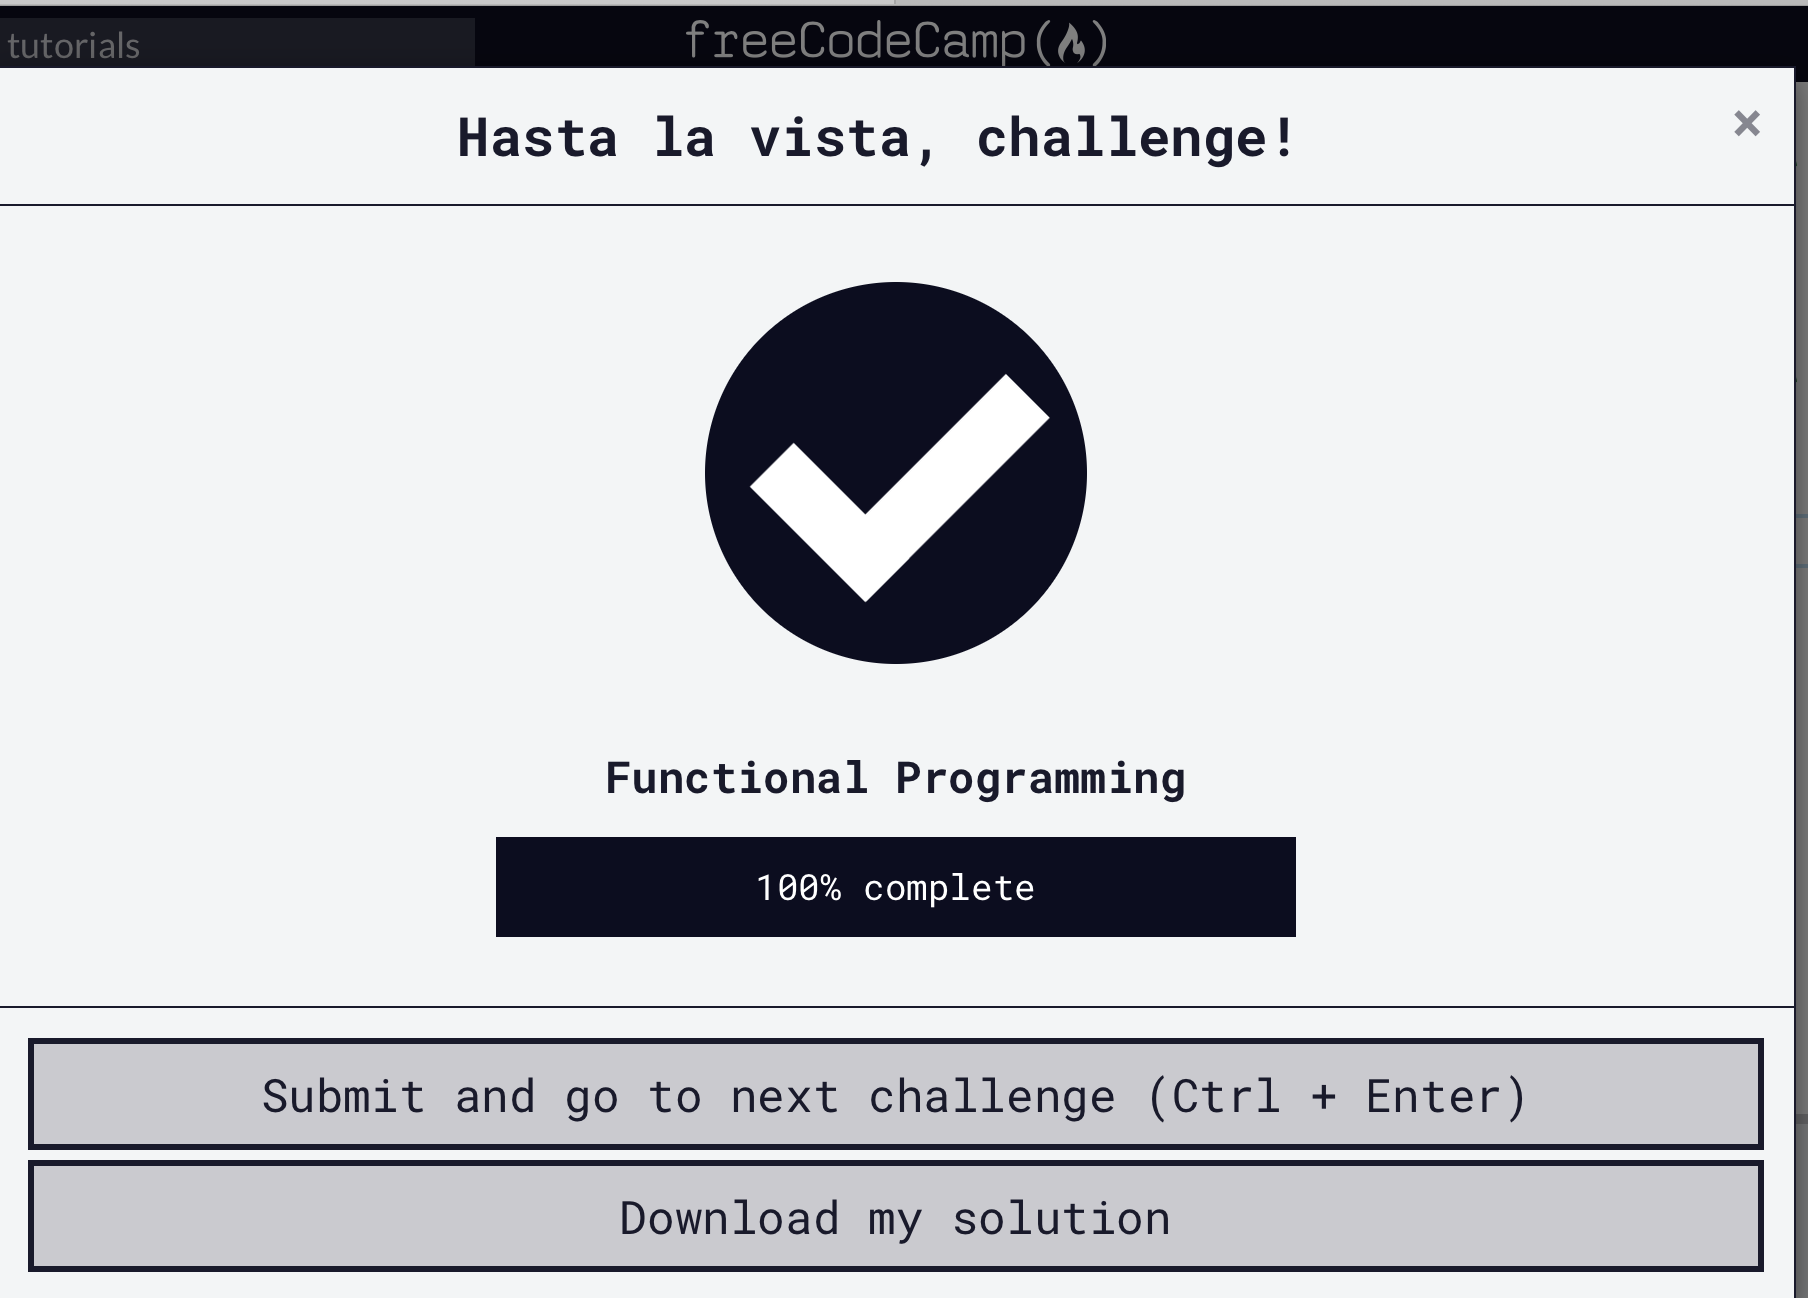 tutorials
freeCodeCamp(🔥)
Hasta la vista, challenge!
×
Functional Programming
100% complete
Submit and go to next challenge (Ctrl + Enter)
Download my solution